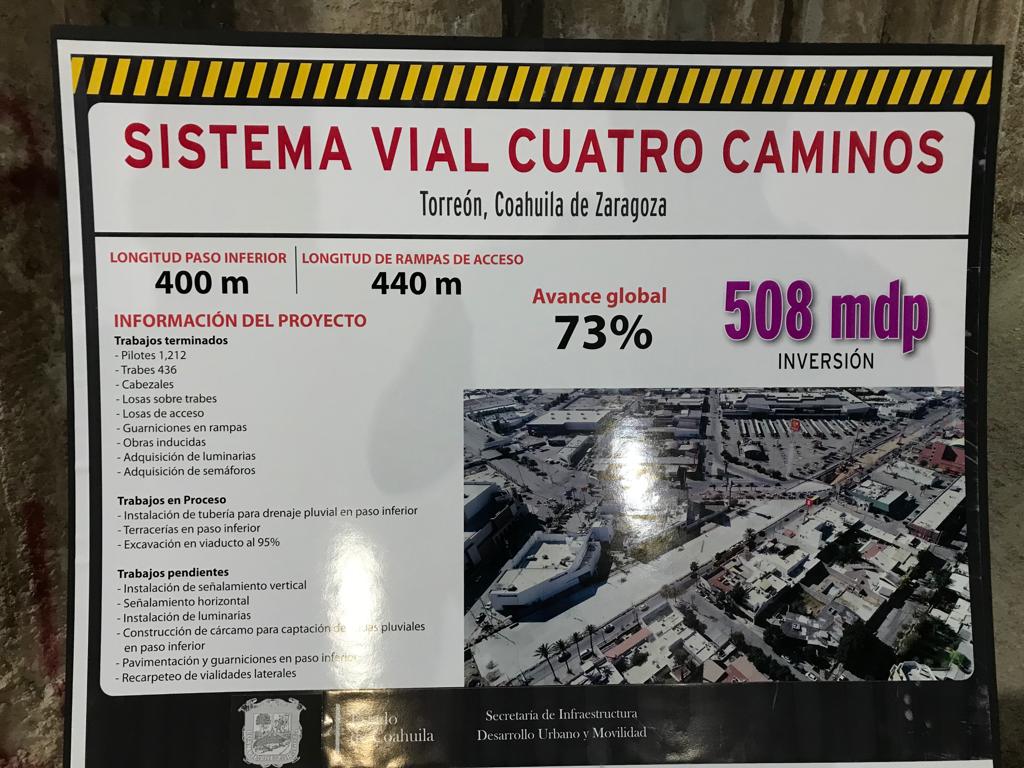 SISTEMA VIAL CUATRO CAMINOS
Torreón, Coahuila de Zaragoza
LONGITUD PASO INFERIOR
400 m
LONGITUD DE RAMPAS DE ACCESO
440 m
Avance global
73%
508 mdp
INVERSIÓN
INFORMACIÓN DEL PROYECTO
Trabajos terminados
- Pilotes 1,212
- Trabes 436
- Cabezales
- Losas sobre trabes
- Losas de acceso
- Guarniciones en rampas
- Obras inducidas
- Adquisición de luminarias
- Adquisición de semáforos
Trabajos en Proceso
- Instalación de tubería para drenaje pluvial en paso inferior
- Terracerías en paso inferior
- Excavación en viaducto al 95%
Trabajos pendientes
- Instalación de señalamiento vertical
- Señalamiento horizontal
- Instalación de luminarias
- Construcción de cárcamo para captación de aguas pluviales
en paso inferior
- Pavimentación y guarniciones en paso inferior
- Recarpeteo de vialidades laterales
Coahuila
Secretaría de Infraestructura
Desarrollo Urbano y Movilidad